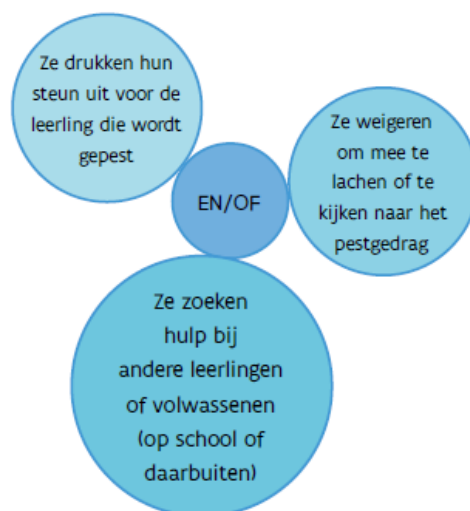 Ze drukken hun
steun uit voor de
leerling die wordt
gepest
Ze weigeren
om mee te
lachen of te
kijken naar het
pestgedrag
EN/OF
Ze zoeken
hulp bij
andere leerlingen
of volwassenen
(op school of
daarbuiten)